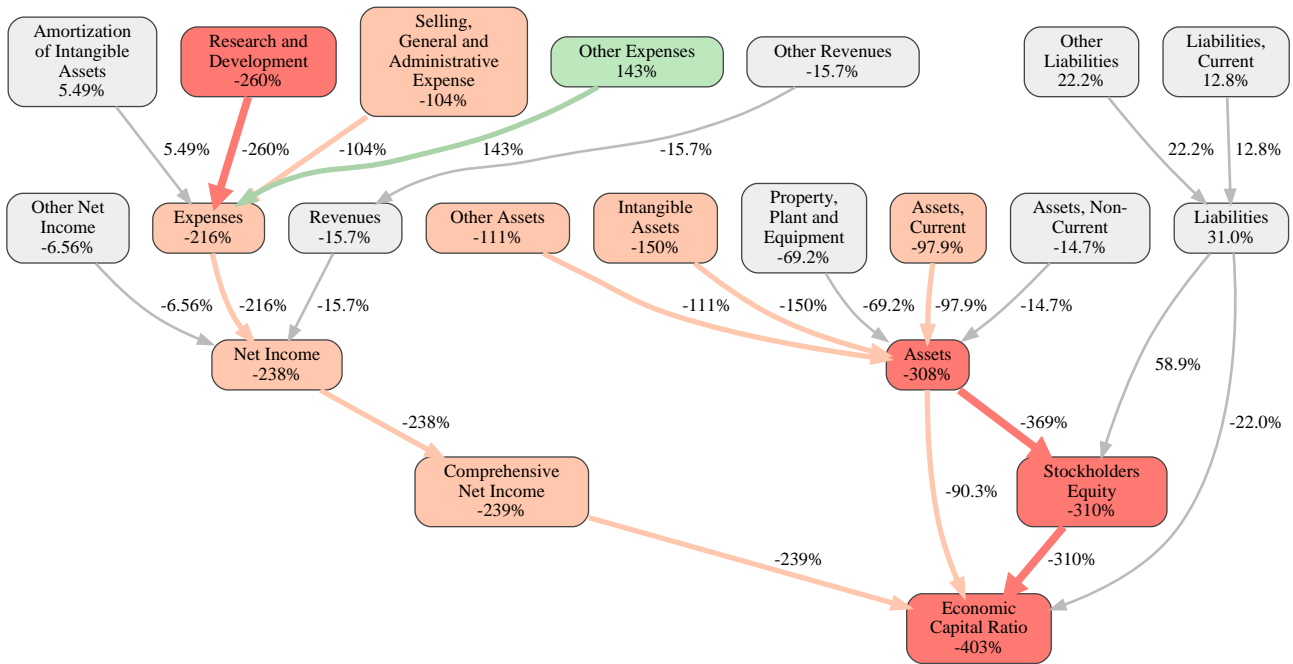 Amortization
of Intangible
Assets
5.49%
Research and
Development
-260%
Selling,
General and
Administrative
Expense
-104%
Other Expenses
143%
Other Revenues
-15.7%
Other
Liabilities
22.2%
Liabilities,
Current
12.8%
5.49%
-260%
-104%
143%
-15.7%
22.2%
12.8%
Other Net
Income
-6.56%
Expenses
-216%
Revenues
-15.7%
Other Assets
-111%
Intangible
Assets
-150%
Property,
Plant and
Equipment
-69.2%
Assets,
Current
-97.9%
Assets, Non-
Current
-14.7%
Liabilities
31.0%
-6.56%
-216%
-15.7%
-111%
-150%
-69.2%
-97.9%
-14.7%
Net Income
-238%
Assets
-308%
58.9%
-238%
-369%
-22.0%
Comprehensive
Net Income
-239%
-90.3%
Stockholders
Equity
-310%
-239%
-310%
Economic
Capital Ratio
-403%